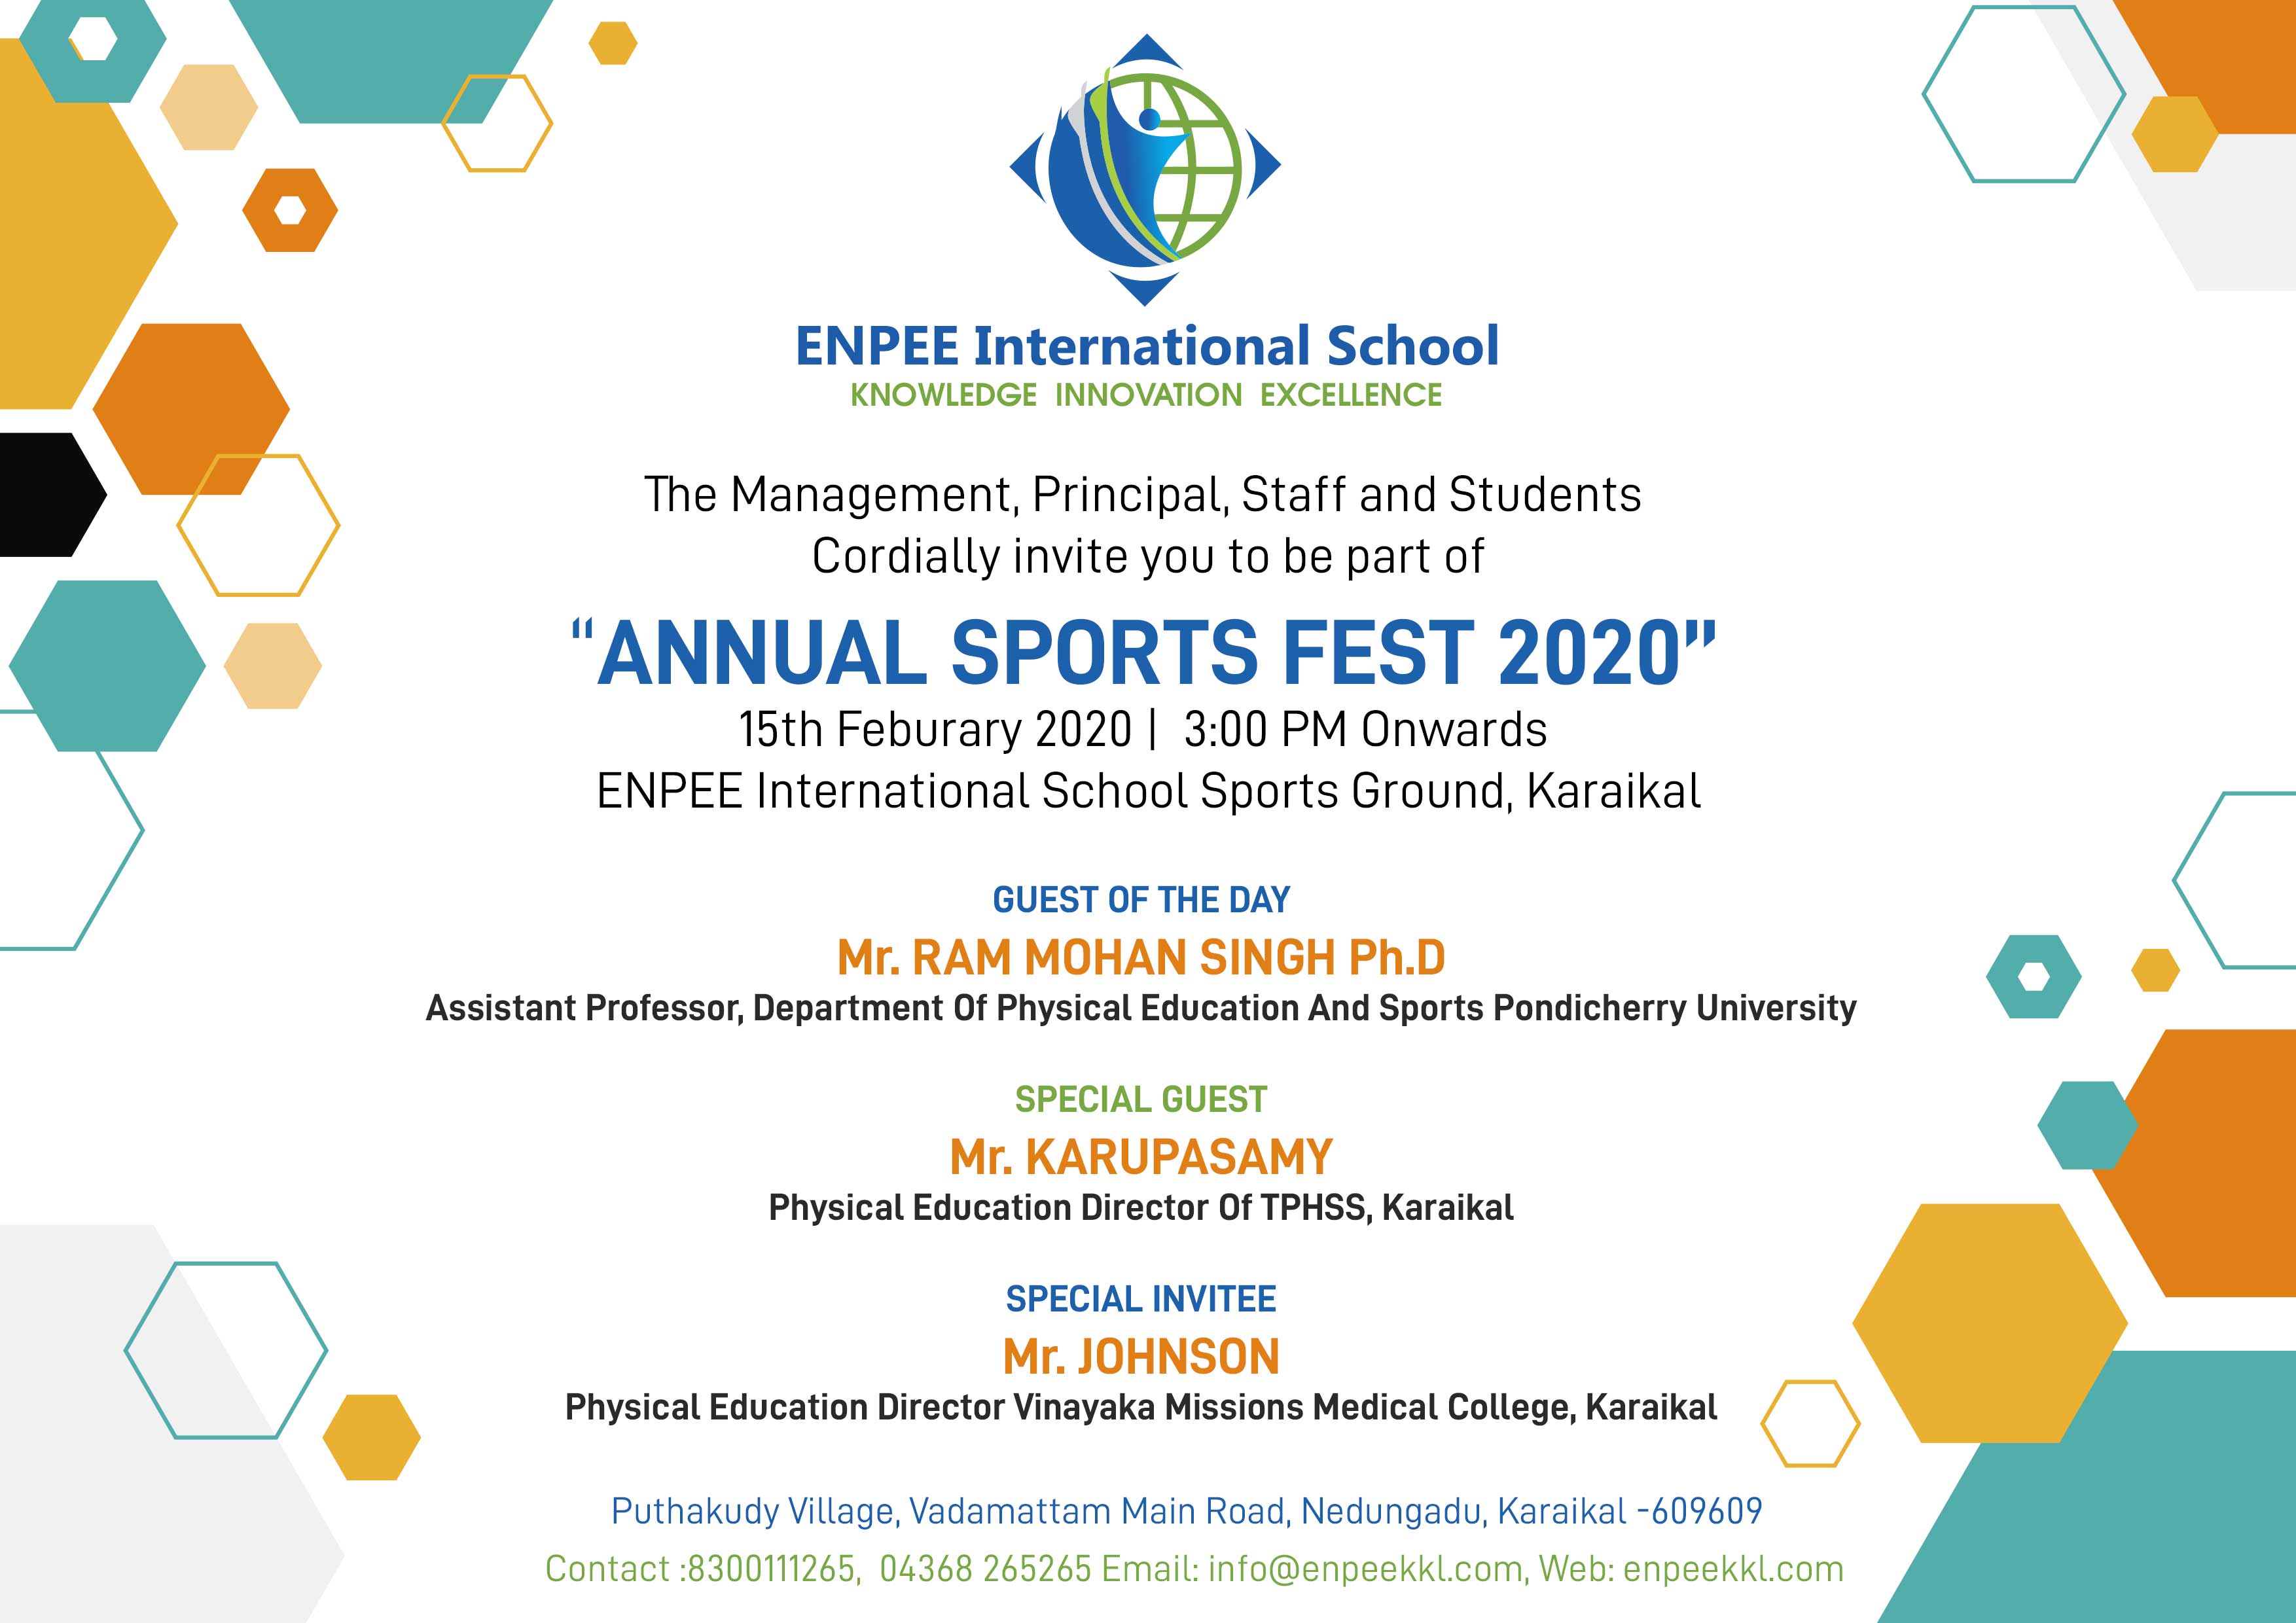 ENPEE International School
KNOWLEDGE INNOVATION EXCELLENCE
The Management, Principal, Staff and Students
Cordially invite you to be part of
"ANNUAL SPORTS FEST 2020"
15th Feburary 2020 | 3:00 PM Onwards
ENPEE International School Sports Ground, Karaikal
GUEST OF THE DAY
Mr. RAM MOHAN SINGH Ph.D
Assistant Professor, Department Of Physical Education And Sports Pondicherry University
SPECIAL GUEST
Mr. KARUPASAMY
Physical Education Director Of TPHSS, Karaikal
SPECIAL INVITEE
Mr. JOHNSON
Physical Education Director Vinayaka Missions Medical College, Karaikal
Puthakudy Village, Vadamattam Main Road, Nedungadu, Karaikal -609609
Contact :8300111265, 04368 265265 Email: info@enpeekkl.com, Web: enpeekkl.com